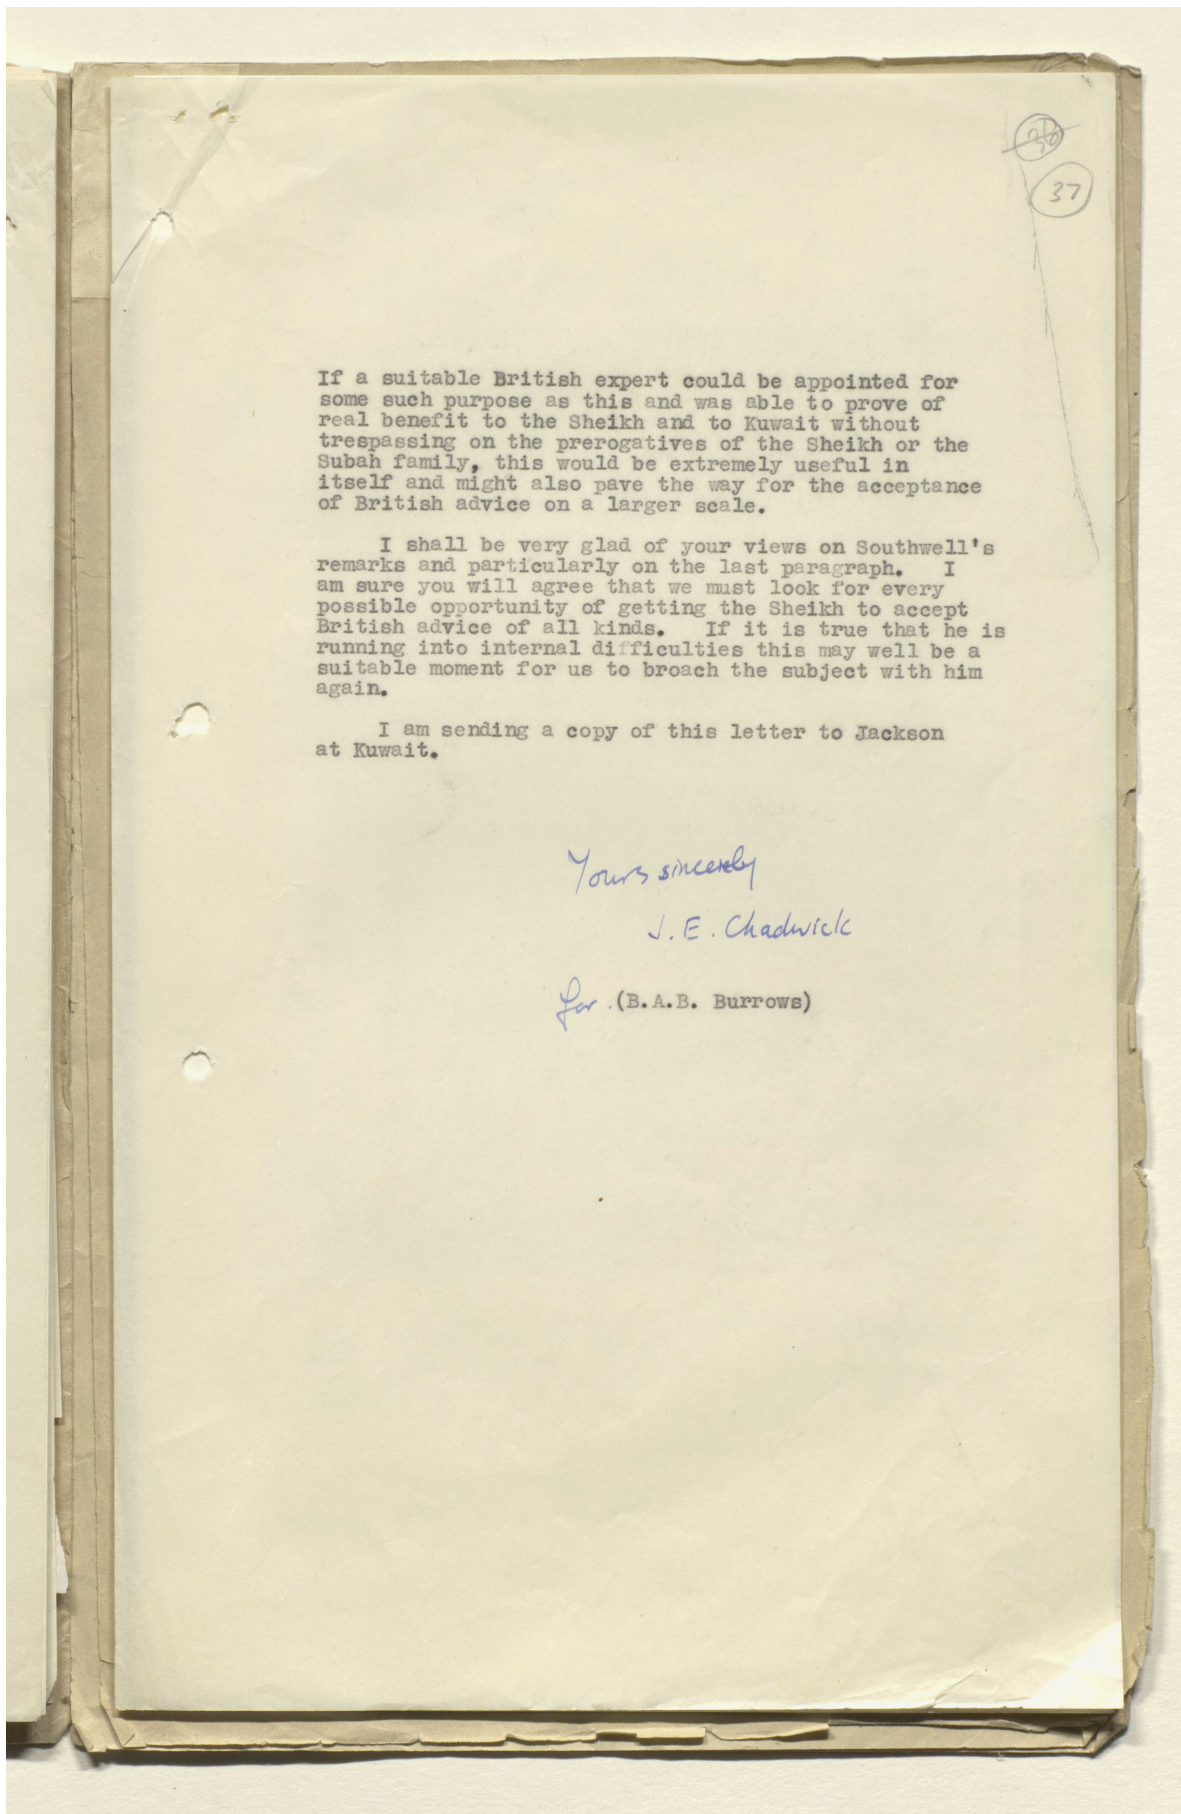 36
37
If a suitable British expert could be appointed for
some such purpose as this and was able to prove of
real benefit to the Sheikh and to Kuwait without
trespassing on the prerogatives of the Sheikh or the
Subah family, this would be extremely useful in
itself and might also pave the way for the acceptance
of British advice on a larger scale.
I shall be very glad of your views on Southwell's
remarks and particularly on the last paragraph. I
am sure you will agree that we must look for every
possible opportunity of getting the Sheikh to accept
British advice of all kinds. If it is true that he is
running into internal difficulties this may well be a
suitable moment for us to broach the subject with him
again.
I am sending a copy of this letter to Jackson
at Kuwait.
Yours sincerely
J. E. Chadwick
for (B.A.B. Burrows)